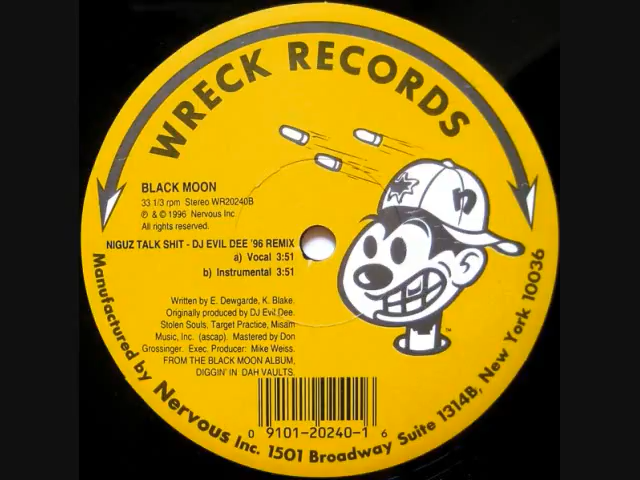 WRECK RECORDS
BLACK MOON
33 1/3 rpm Stereo WR20240B
℗ & © 1996 Nervous Inc
All rights reserved.
NIGUZ TALK SHIT - DJ EVIL DEE '96 REMIX
a) Vocal 3:51
b) Instrumental 3:51
Written by E. Dewgarde, K. Blake.
Originally produced by DJ Evil Dee.
Stolen Souls, Target Practice, Misam
Music, Inc. (ascap). Mastered by Don
Grossinger. Exec. Producer: Mike Weiss.
FROM THE BLACK MOON ALBUM,
DIGGIN' IN DAH VAULTS.
n
TM
0 9101-20240-1 6
Manufactured by Nervous Inc. 1501 Broadway Suite 1314B, New York 10036